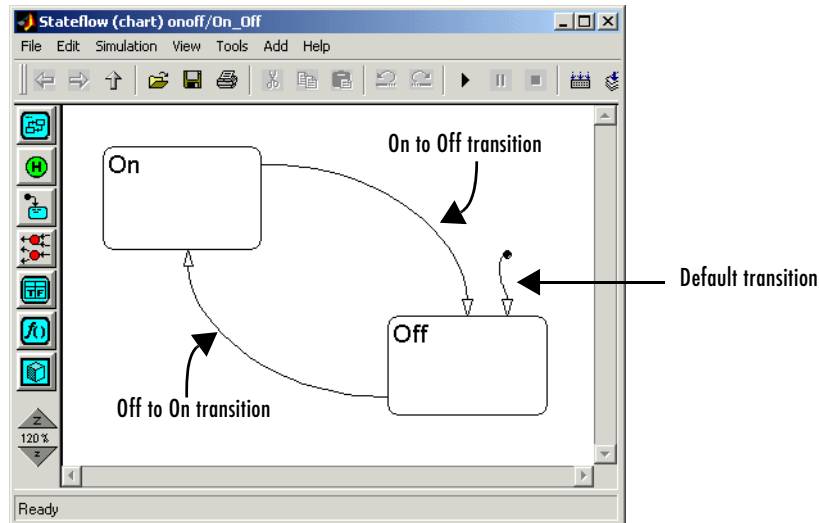 Stateflow (chart) onoff/On_Off
File Edit Simulation View Tools Add Help
On to Off transition
On
H
Default transition
TF
Off
f()
Off to On transition
Z
120%
z
Ready